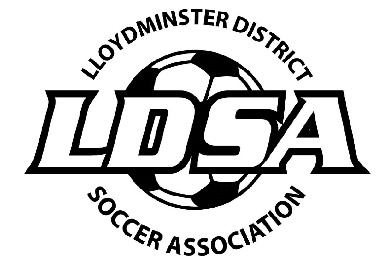 LLOYDMINSTER DISTRICT
LDSA
SOCCER ASSOCIATION